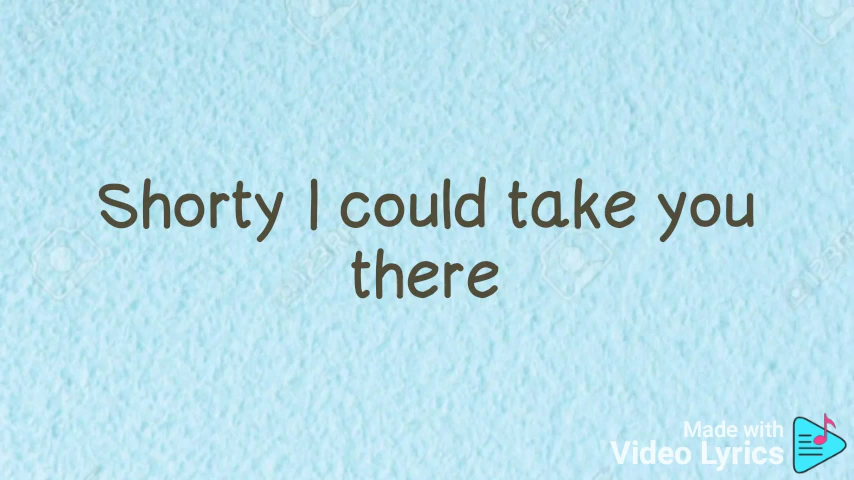 Shorty I could take you
there
Made with
Video Lyrics